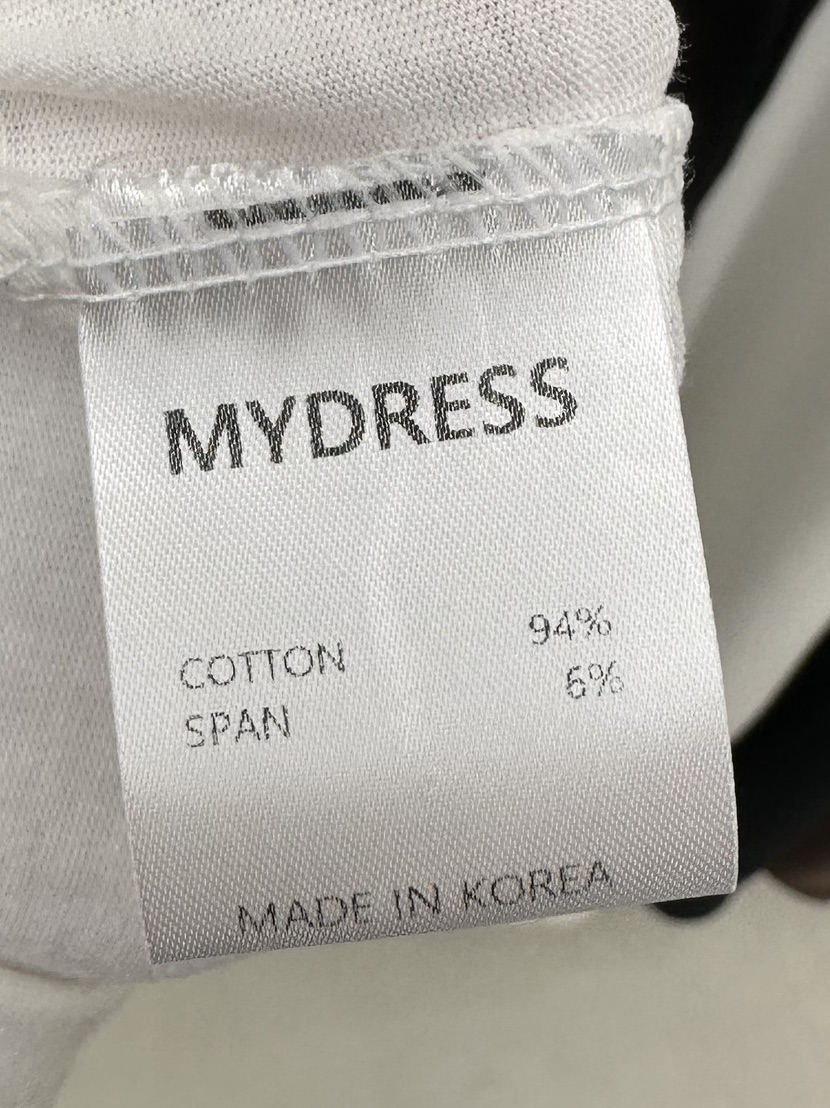 MYDRESS
COTTON 94%
SPAN 6%
MADE IN KOREA